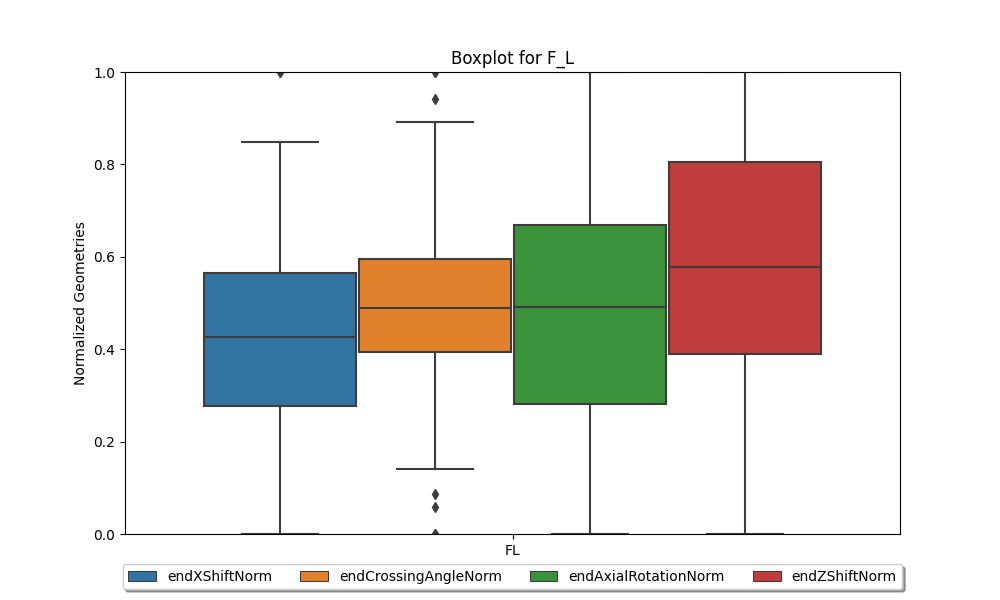 Boxplot for F_L
1.0
0.8
0.6
0.4
0.2
0.0
Normalized Geometries
FL
endXShiftNorm endCrossingAngleNorm endAxialRotationNorm endZShiftNorm